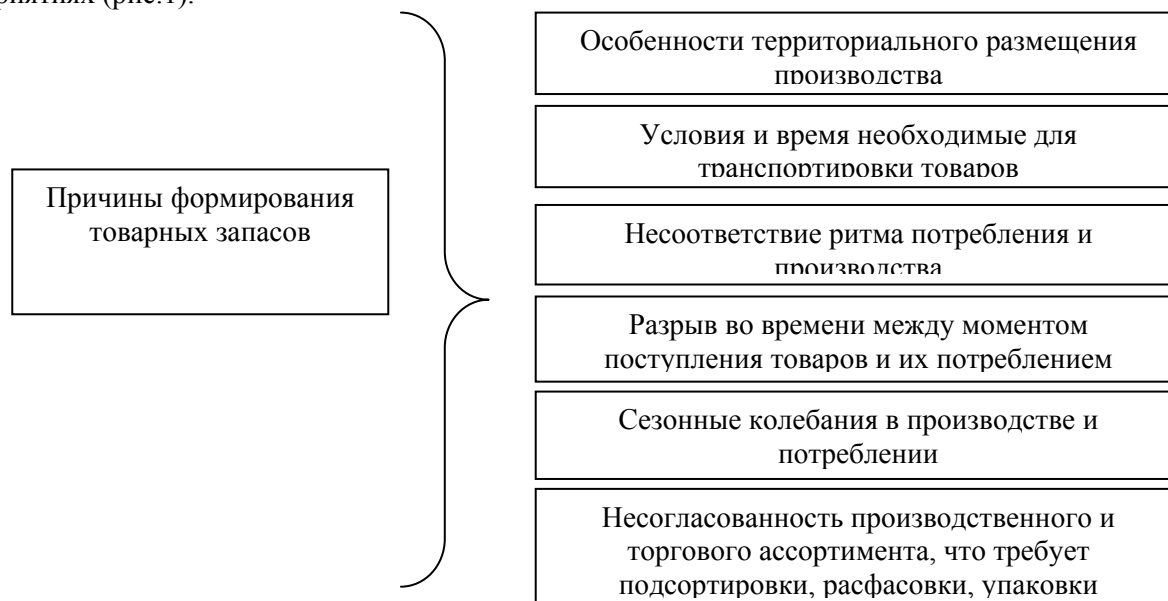 (рис.1).
Причины формирования
товарных запасов
Особенности территориального размещения
производства
Условия и время необходимые для
транспортировки товаров
Несоответствие ритма потребления и
производства
Разрыв во времени между моментом
поступления товаров и их потреблением
Сезонные колебания в производстве и
потреблении
Несогласованность производственного и
торгового ассортимента, что требует
подсортировки, расфасовки, упаковки